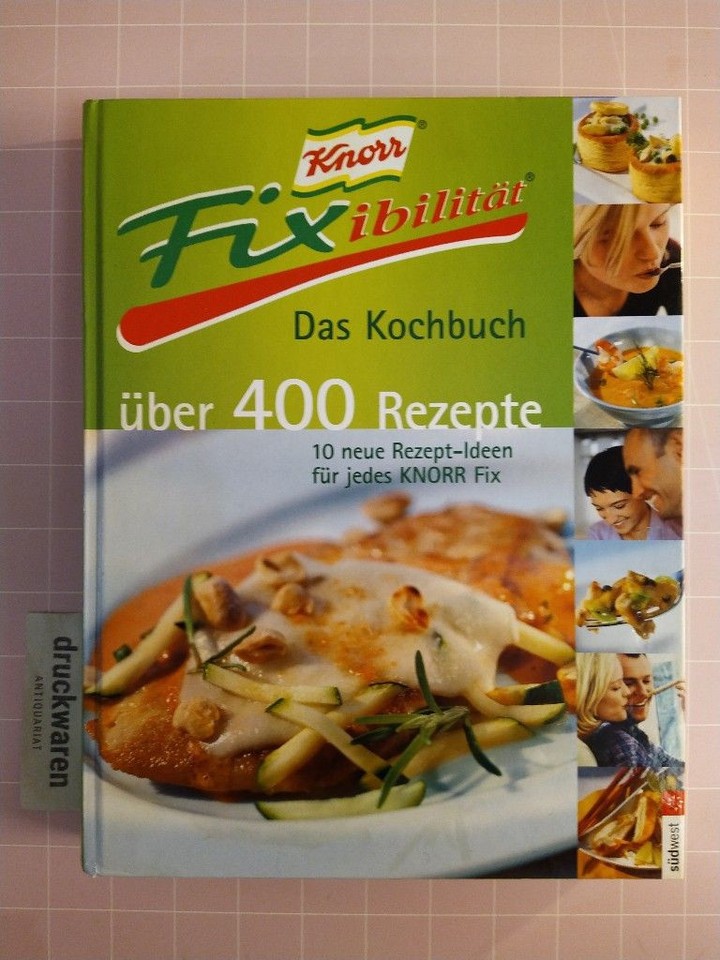 Knorr®
Fixibilität®
Das Kochbuch
über 400 Rezepte
10 neue Rezept-Ideen
für jedes KNORR Fix
südwest
druckwaren
ANTIQUARIAT